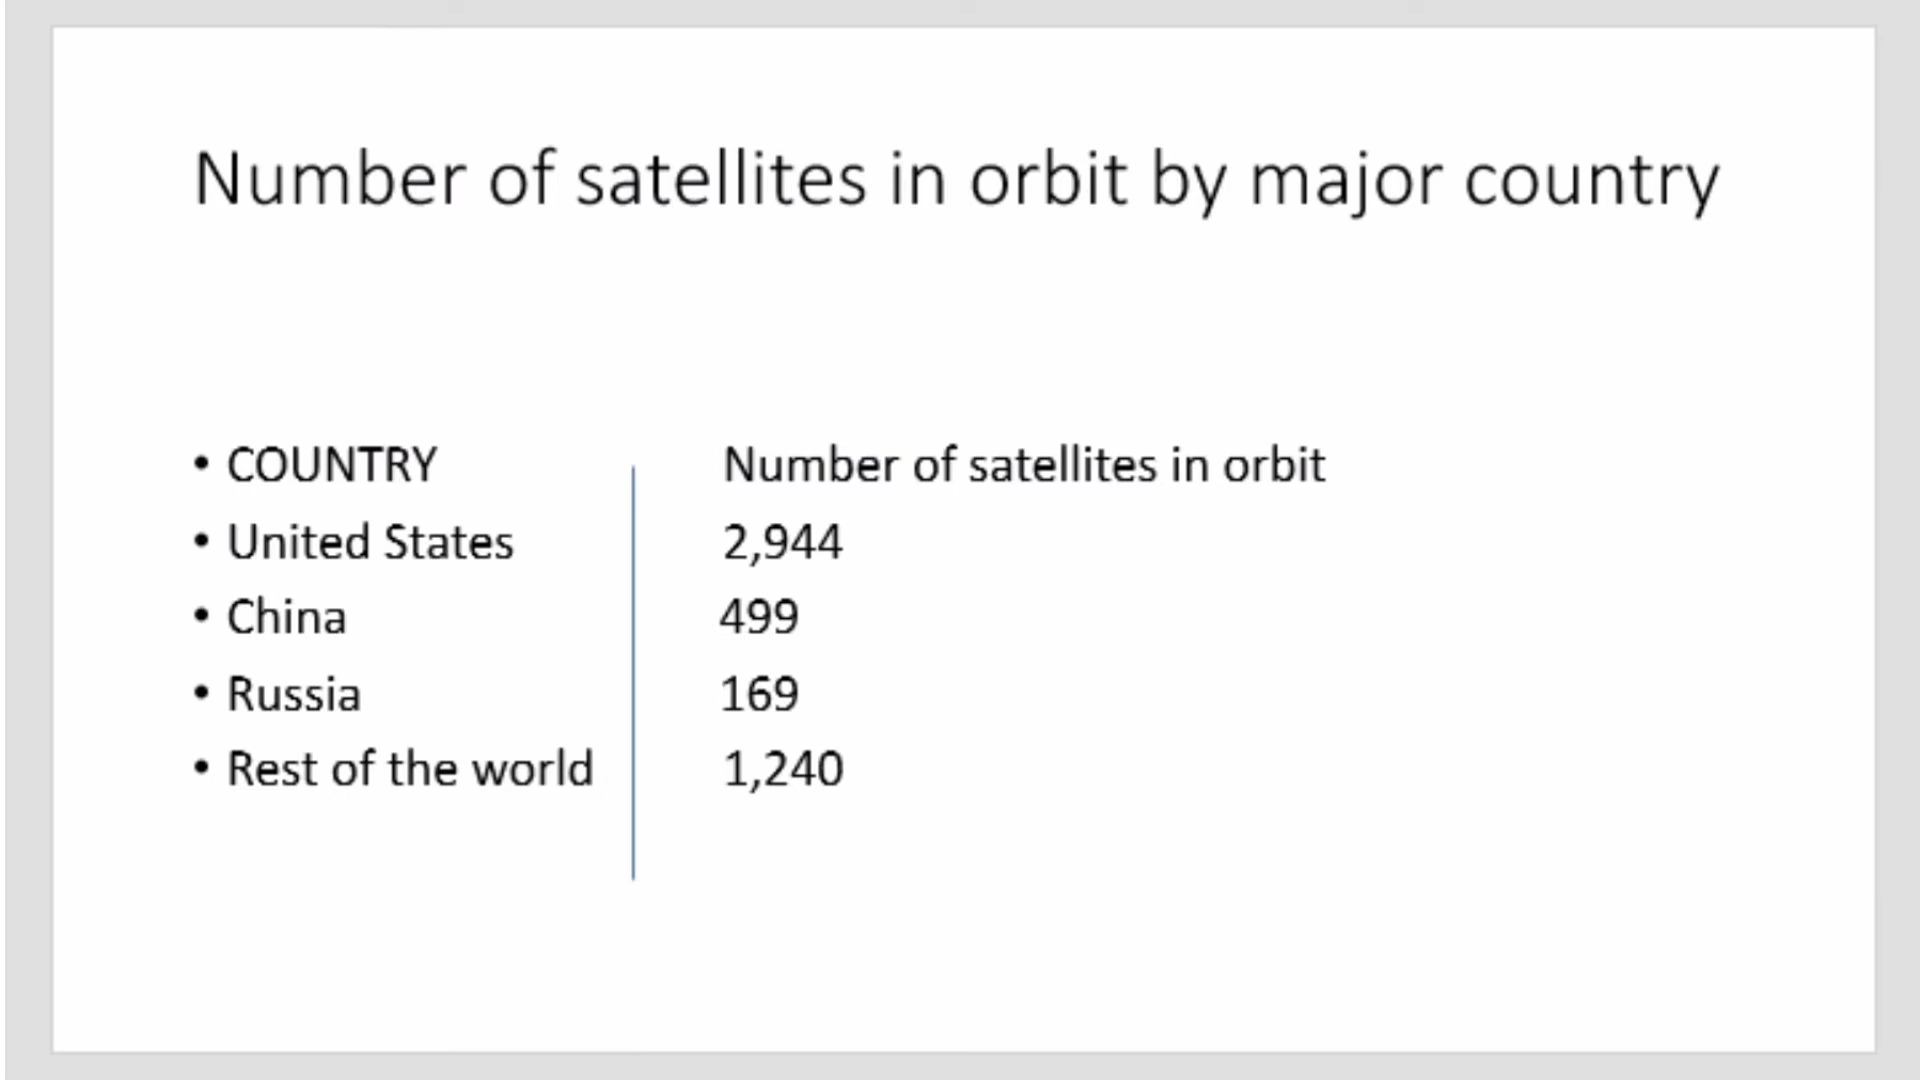 Number of satellites in orbit by major country
• COUNTRY Number of satellites in orbit
• United States 2,944
• China 499
• Russia 169
• Rest of the world 1,240